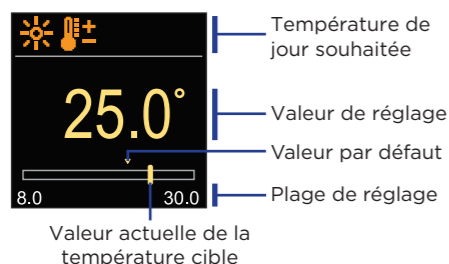 Température de
jour souhaitée
25.0°
Valeur de réglage
Valeur par défaut
8.0 30.0
Plage de réglage
Valeur actuelle de la
température cible